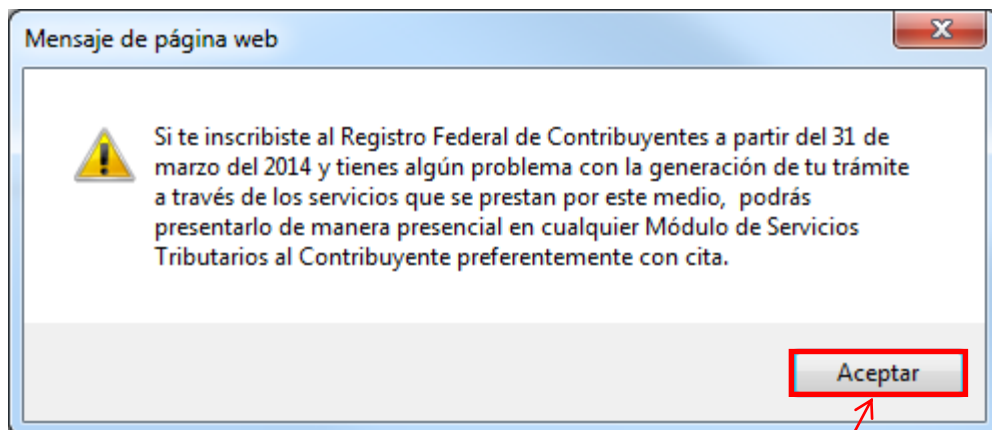 Mensaje de página web
Si te inscribiste al Registro Federal de Contribuyentes a partir del 31 de
marzo del 2014 y tienes algún problema con la generación de tu trámite
a través de los servicios que se prestan por este medio,  podrás
presentarlo de manera presencial en cualquier Módulo de Servicios
Tributarios al Contribuyente preferentemente con cita.
Aceptar